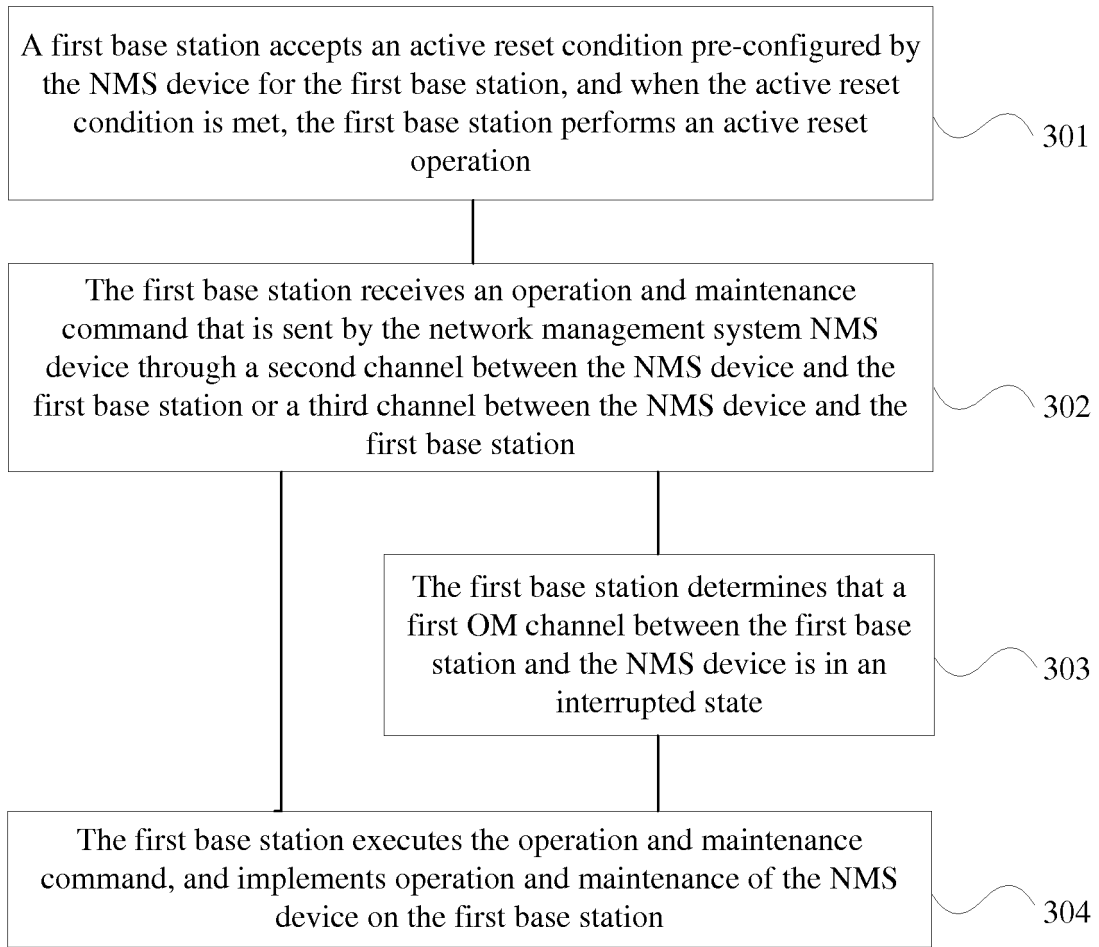 A first base station accepts an active reset condition pre-configured by
the NMS device for the first base station, and when the active reset
condition is met, the first base station performs an active reset
operation
301
The first base station receives an operation and maintenance
command that is sent by the network management system NMS
device through a second channel between the NMS device and the
first base station or a third channel between the NMS device and the
first base station
302
The first base station determines that a
first OM channel between the first base
station and the NMS device is in an
interrupted state
303
The first base station executes the operation and maintenance
command, and implements operation and maintenance of the NMS
device on the first base station
304